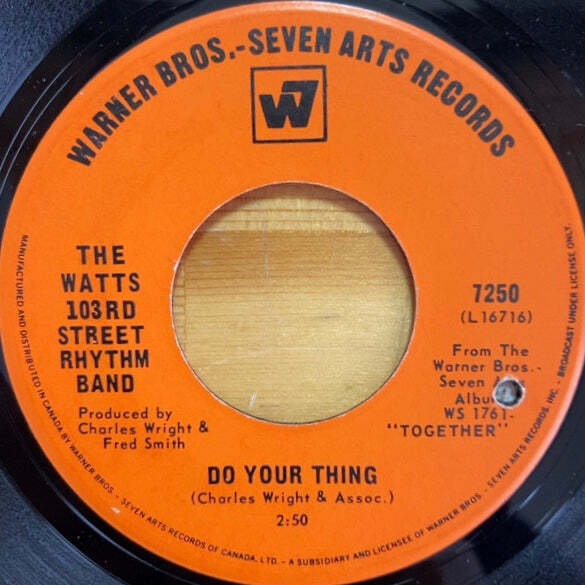 WARNER BROS.-SEVEN ARTS RECORDS
W7
THE
WATTS
103RD
STREET
RHYTHM
BAND
Produced by
Charles Wright &
Fred Smith
7250
(L16716)
From The
Warner Bros.-
Seven
Album
WS 1761-
"TOGETHER"
DO YOUR THING
(Charles Wright & Assoc.)
2:50
MANUFACTURED AND DISTRIBUTED IN CANADA BY WARNER BROS. - SEVEN ARTS RECORDS OF CANADA, LTD. - A SUBSIDIARY AND LICENSEE OF WARNER BROS. - SEVEN ARTS RECORDS, INC. - BROADCAST UNDER LICENSE ONLY.